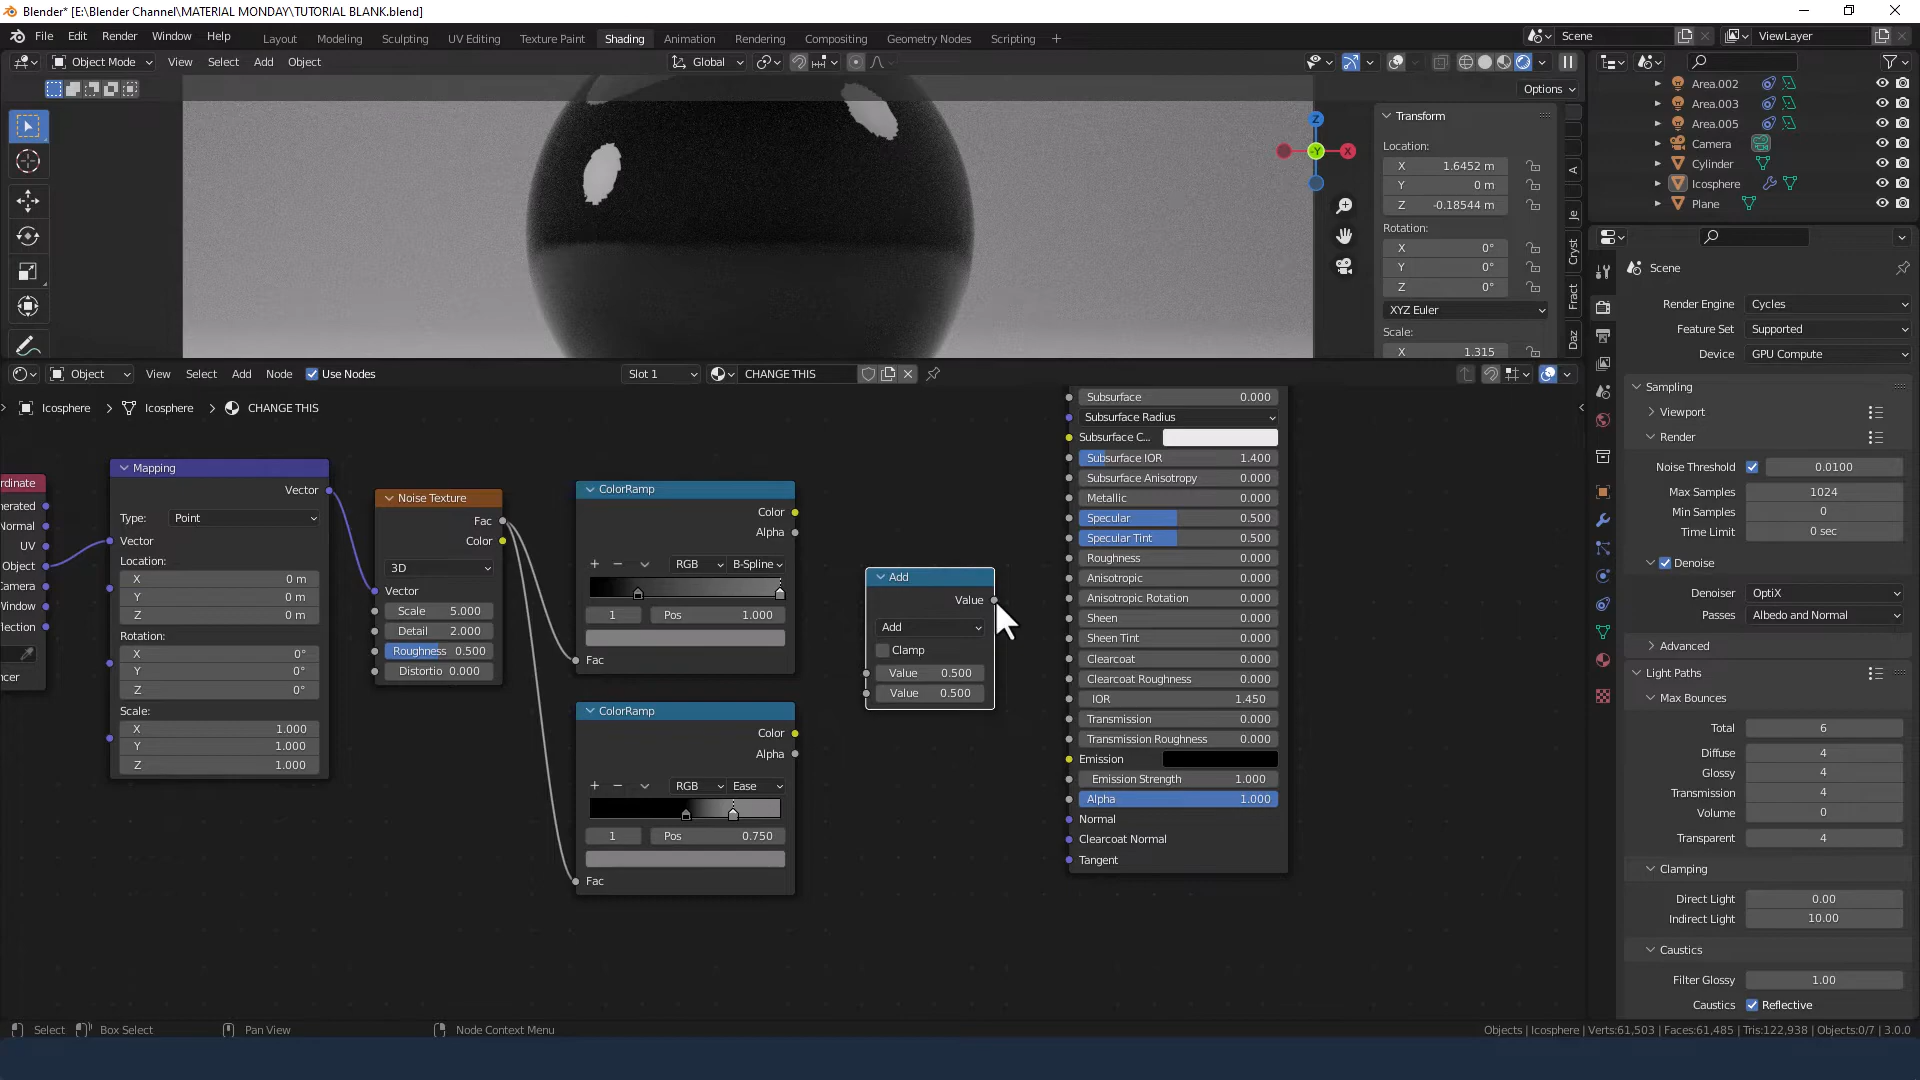 Blender* [E:\Blender Channel\MATERIAL MONDAY\TUTORIAL BLANK.blend]
File Edit Render Window Help Layout Modeling Sculpting UV Editing Texture Paint Shading Animation Rendering Compositing Geometry Nodes Scripting + Scene ViewLayer
Object Mode View Select Add Object Global
Options
Area.002
Area.003
Area.005
Camera
Cylinder
Icosphere
Plane
Transform
Location:
X 1.6452 m
Y 0 m
Z -0.18544 m
Rotation:
X 0°
Y 0°
Z 0°
XYZ Euler
Scale:
X 1.315
Z
X
Y
A
Je
Cryst
Fract
Daz
Object View Select Add Node Use Nodes Slot 1 CHANGE THIS
Icosphere > Icosphere > CHANGE THIS
rdinate
nerated
Normal
UV
Object
Camera
Window
flection
ncer
Mapping
Vector
Type: Point
Vector
Location:
X 0 m
Y 0 m
Z 0 m
Rotation:
X 0°
Y 0°
Z 0°
Scale:
X 1.000
Y 1.000
Z 1.000
Noise Texture
Fac
Color
3D
Vector
Scale 5.000
Detail 2.000
Roughness 0.500
Distortio 0.000
ColorRamp
Color
Alpha
+ − RGB B-Spline
1 Pos 1.000
Fac
ColorRamp
Color
Alpha
+ − RGB Ease
1 Pos 0.750
Fac
Add
Value
Add
Clamp
Value 0.500
Value 0.500
Subsurface 0.000
Subsurface Radius
Subsurface C...
Subsurface IOR 1.400
Subsurface Anisotropy 0.000
Metallic 0.000
Specular 0.500
Specular Tint 0.500
Roughness 0.000
Anisotropic 0.000
Anisotropic Rotation 0.000
Sheen 0.000
Sheen Tint 0.000
Clearcoat 0.000
Clearcoat Roughness 0.000
IOR 1.450
Transmission 0.000
Transmission Roughness 0.000
Emission
Emission Strength 1.000
Alpha 1.000
Normal
Clearcoat Normal
Tangent
Scene
Render Engine Cycles
Feature Set Supported
Device GPU Compute
Sampling
Viewport
Render
Noise Threshold 0.0100
Max Samples 1024
Min Samples 0
Time Limit 0 sec
Denoise
Denoiser OptiX
Passes Albedo and Normal
Advanced
Light Paths
Max Bounces
Total 6
Diffuse 4
Glossy 4
Transmission 4
Volume 0
Transparent 4
Clamping
Direct Light 0.00
Indirect Light 10.00
Caustics
Filter Glossy 1.00
Caustics Reflective
Select Box Select Pan View Node Context Menu Objects | Icosphere | Verts:61,503 | Faces:61,485 | Tris:122,938 | Objects:0/7 | 3.0.0